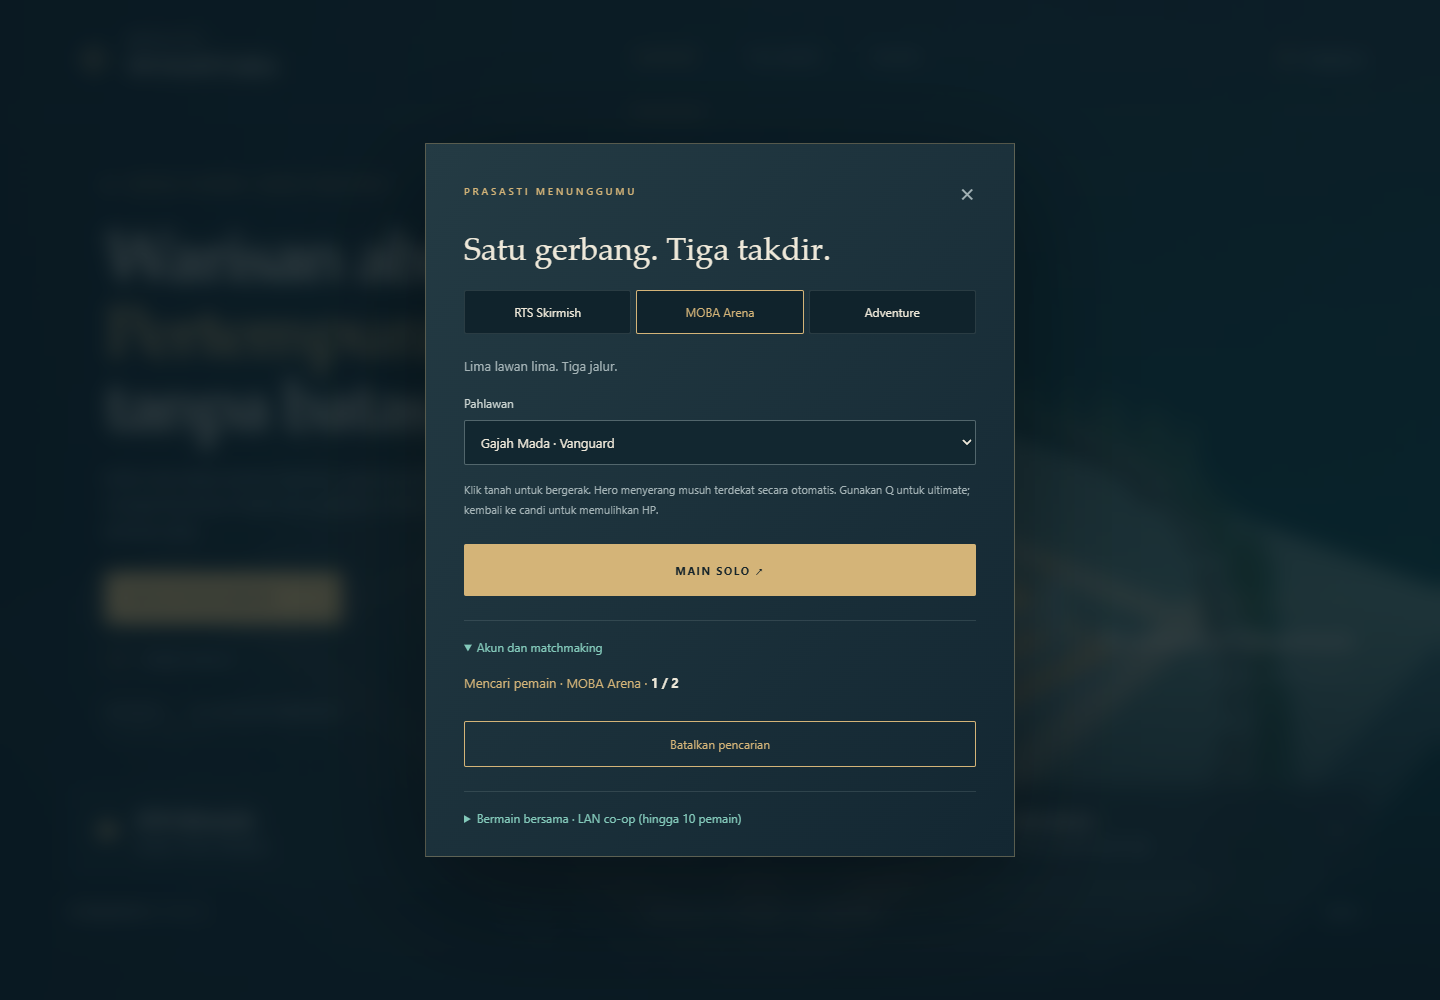 PRASASTI MENUNGGUMU
✕
Satu gerbang. Tiga takdir.
RTS Skirmish
MOBA Arena
Adventure
Lima lawan lima. Tiga jalur.
Pahlawan
Gajah Mada · Vanguard
Klik tanah untuk bergerak. Hero menyerang musuh terdekat secara otomatis. Gunakan Q untuk ultimate;
kembali ke candi untuk memulihkan HP.
MAIN SOLO ↗
▼ Akun dan matchmaking
Mencari pemain · MOBA Arena · 1 / 2
Batalkan pencarian
▶ Bermain bersama · LAN co-op (hingga 10 pemain)